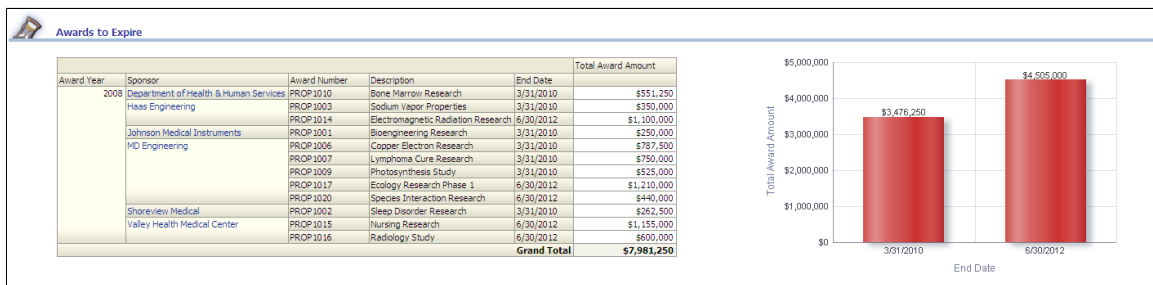 Awards to Expire
Total Award Amount
Award Year Sponsor Award Number Description End Date
2008 Department of Health & Human Services PROP1010 Bone Marrow Research 3/31/2010 $551,250
Haas Engineering PROP1003 Sodium Vapor Properties 3/31/2010 $350,000
PROP1014 Electromagnetic Radiation Research 6/30/2012 $1,100,000
Johnson Medical Instruments PROP1001 Bioengineering Research 3/31/2010 $250,000
MD Engineering PROP1006 Copper Electron Research 3/31/2010 $787,500
PROP1007 Lymphoma Cure Research 3/31/2010 $750,000
PROP1009 Photosynthesis Study 3/31/2010 $525,000
PROP1017 Ecology Research Phase 1 6/30/2012 $1,210,000
PROP1020 Species Interaction Research 6/30/2012 $440,000
Shoreview Medical PROP1002 Sleep Disorder Research 3/31/2010 $262,500
Valley Health Medical Center PROP1015 Nursing Research 6/30/2012 $1,155,000
PROP1016 Radiology Study 6/30/2012 $600,000
Grand Total $7,981,250
Total Award Amount
$5,000,000
$4,000,000
$3,000,000
$2,000,000
$1,000,000
$0
$3,476,250
$4,505,000
3/31/2010 6/30/2012
End Date